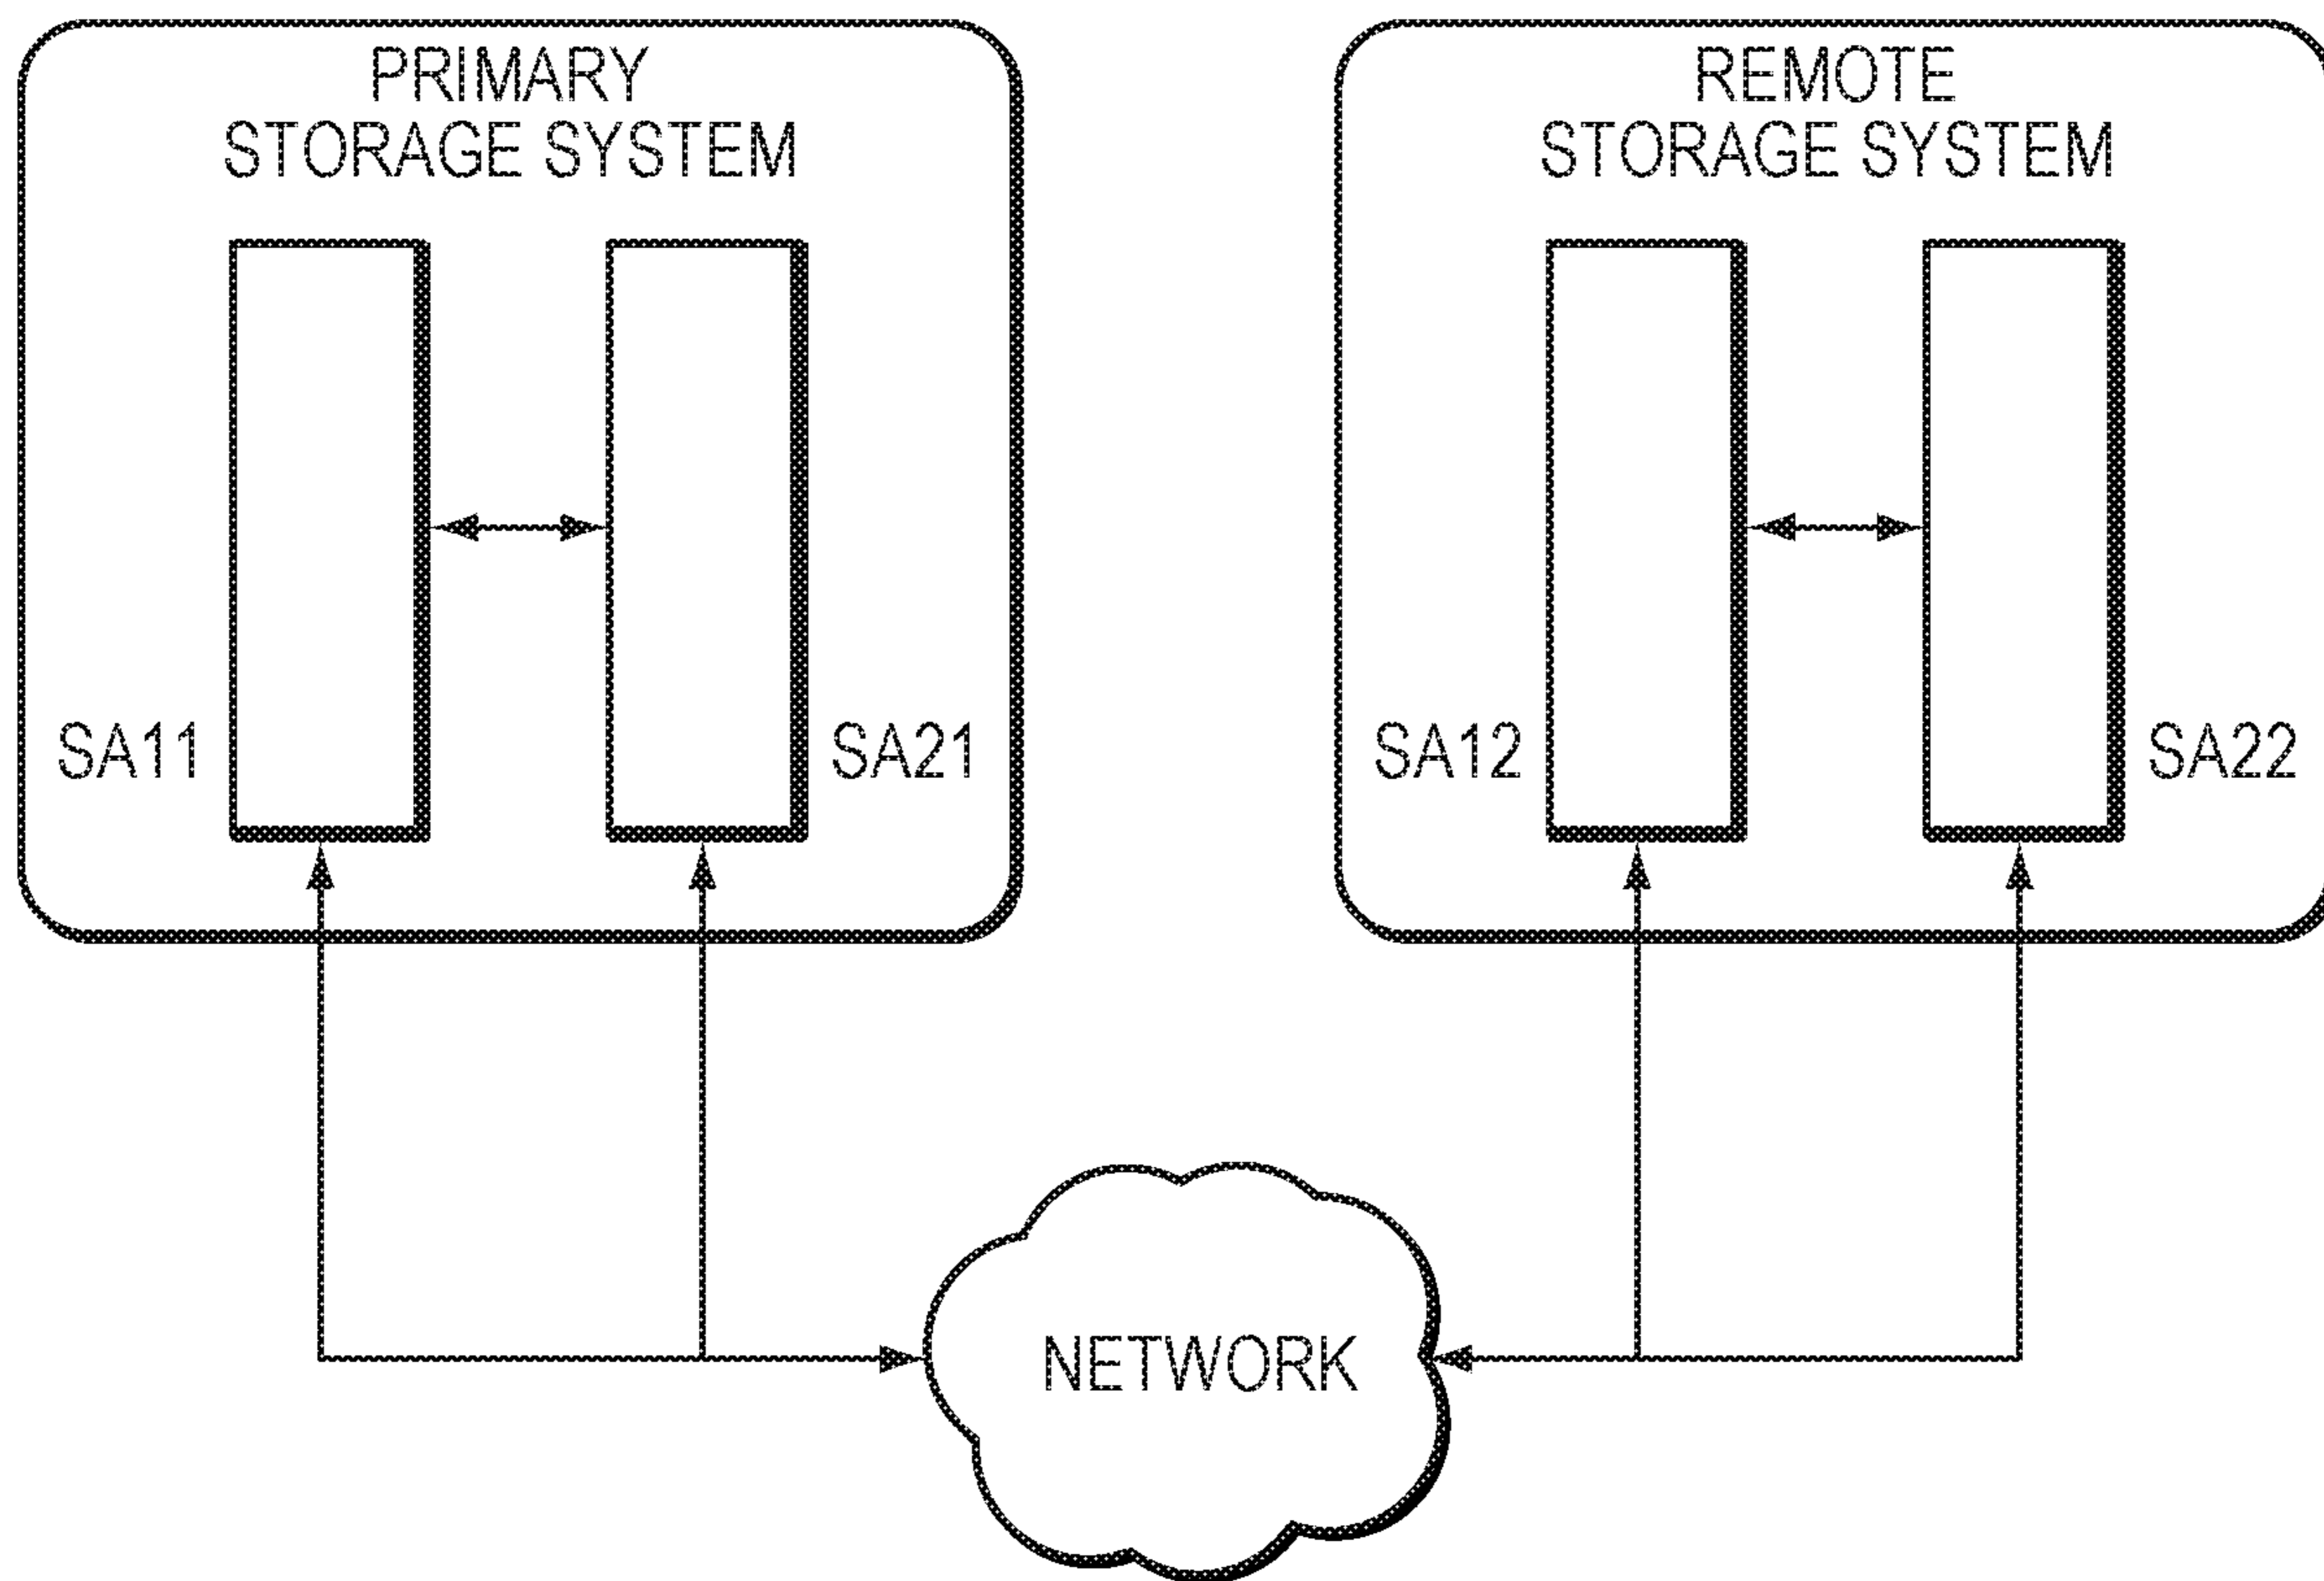 PRIMARY
STORAGE SYSTEM
REMOTE
STORAGE SYSTEM
SA11
SA21
SA12
SA22
NETWORK